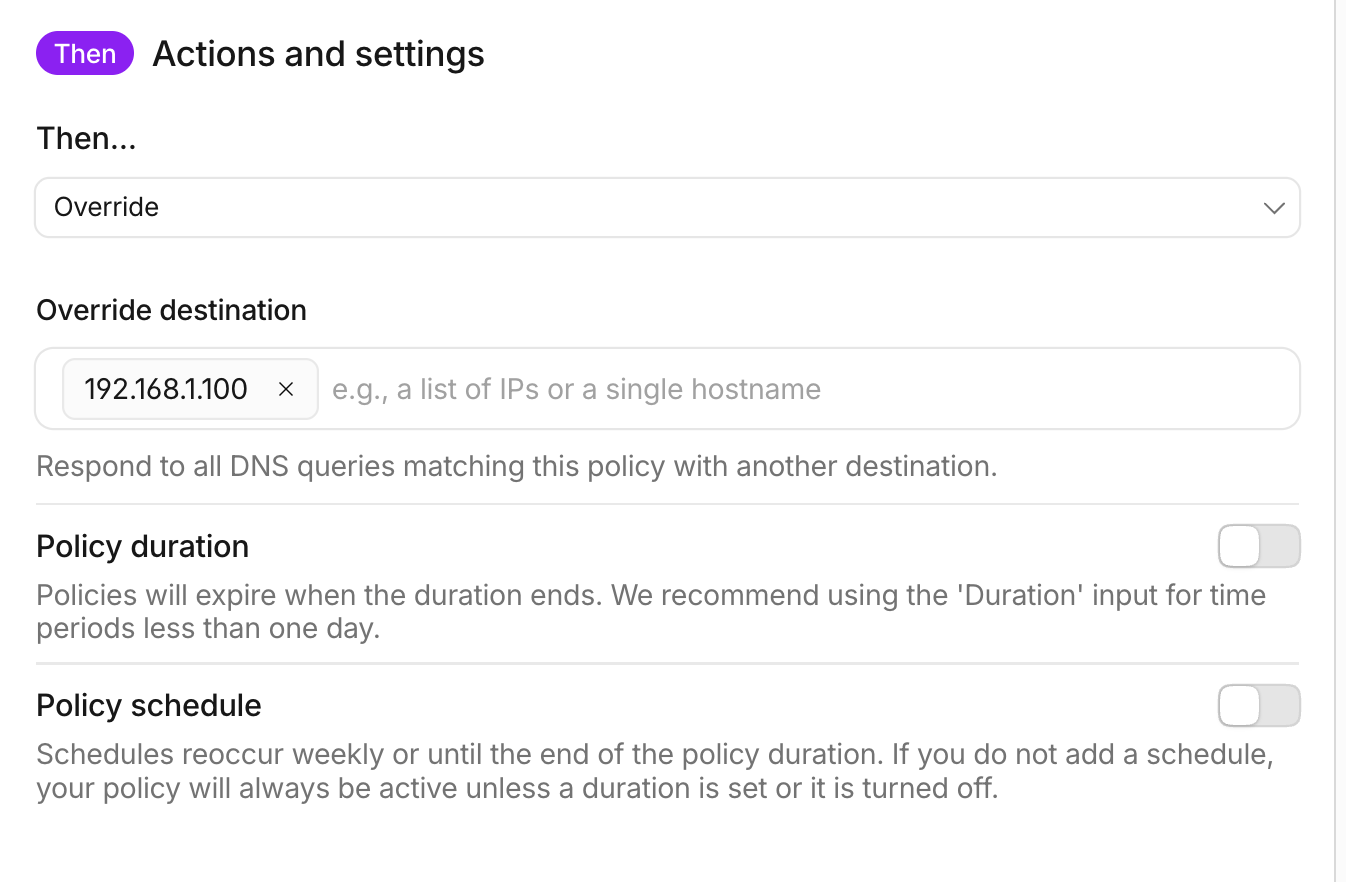 Then Actions and settings
Then...
Override
Override destination
192.168.1.100 × e.g., a list of IPs or a single hostname
Respond to all DNS queries matching this policy with another destination.
Policy duration
Policies will expire when the duration ends. We recommend using the 'Duration' input for time
periods less than one day.
Policy schedule
Schedules reoccur weekly or until the end of the policy duration. If you do not add a schedule,
your policy will always be active unless a duration is set or it is turned off.